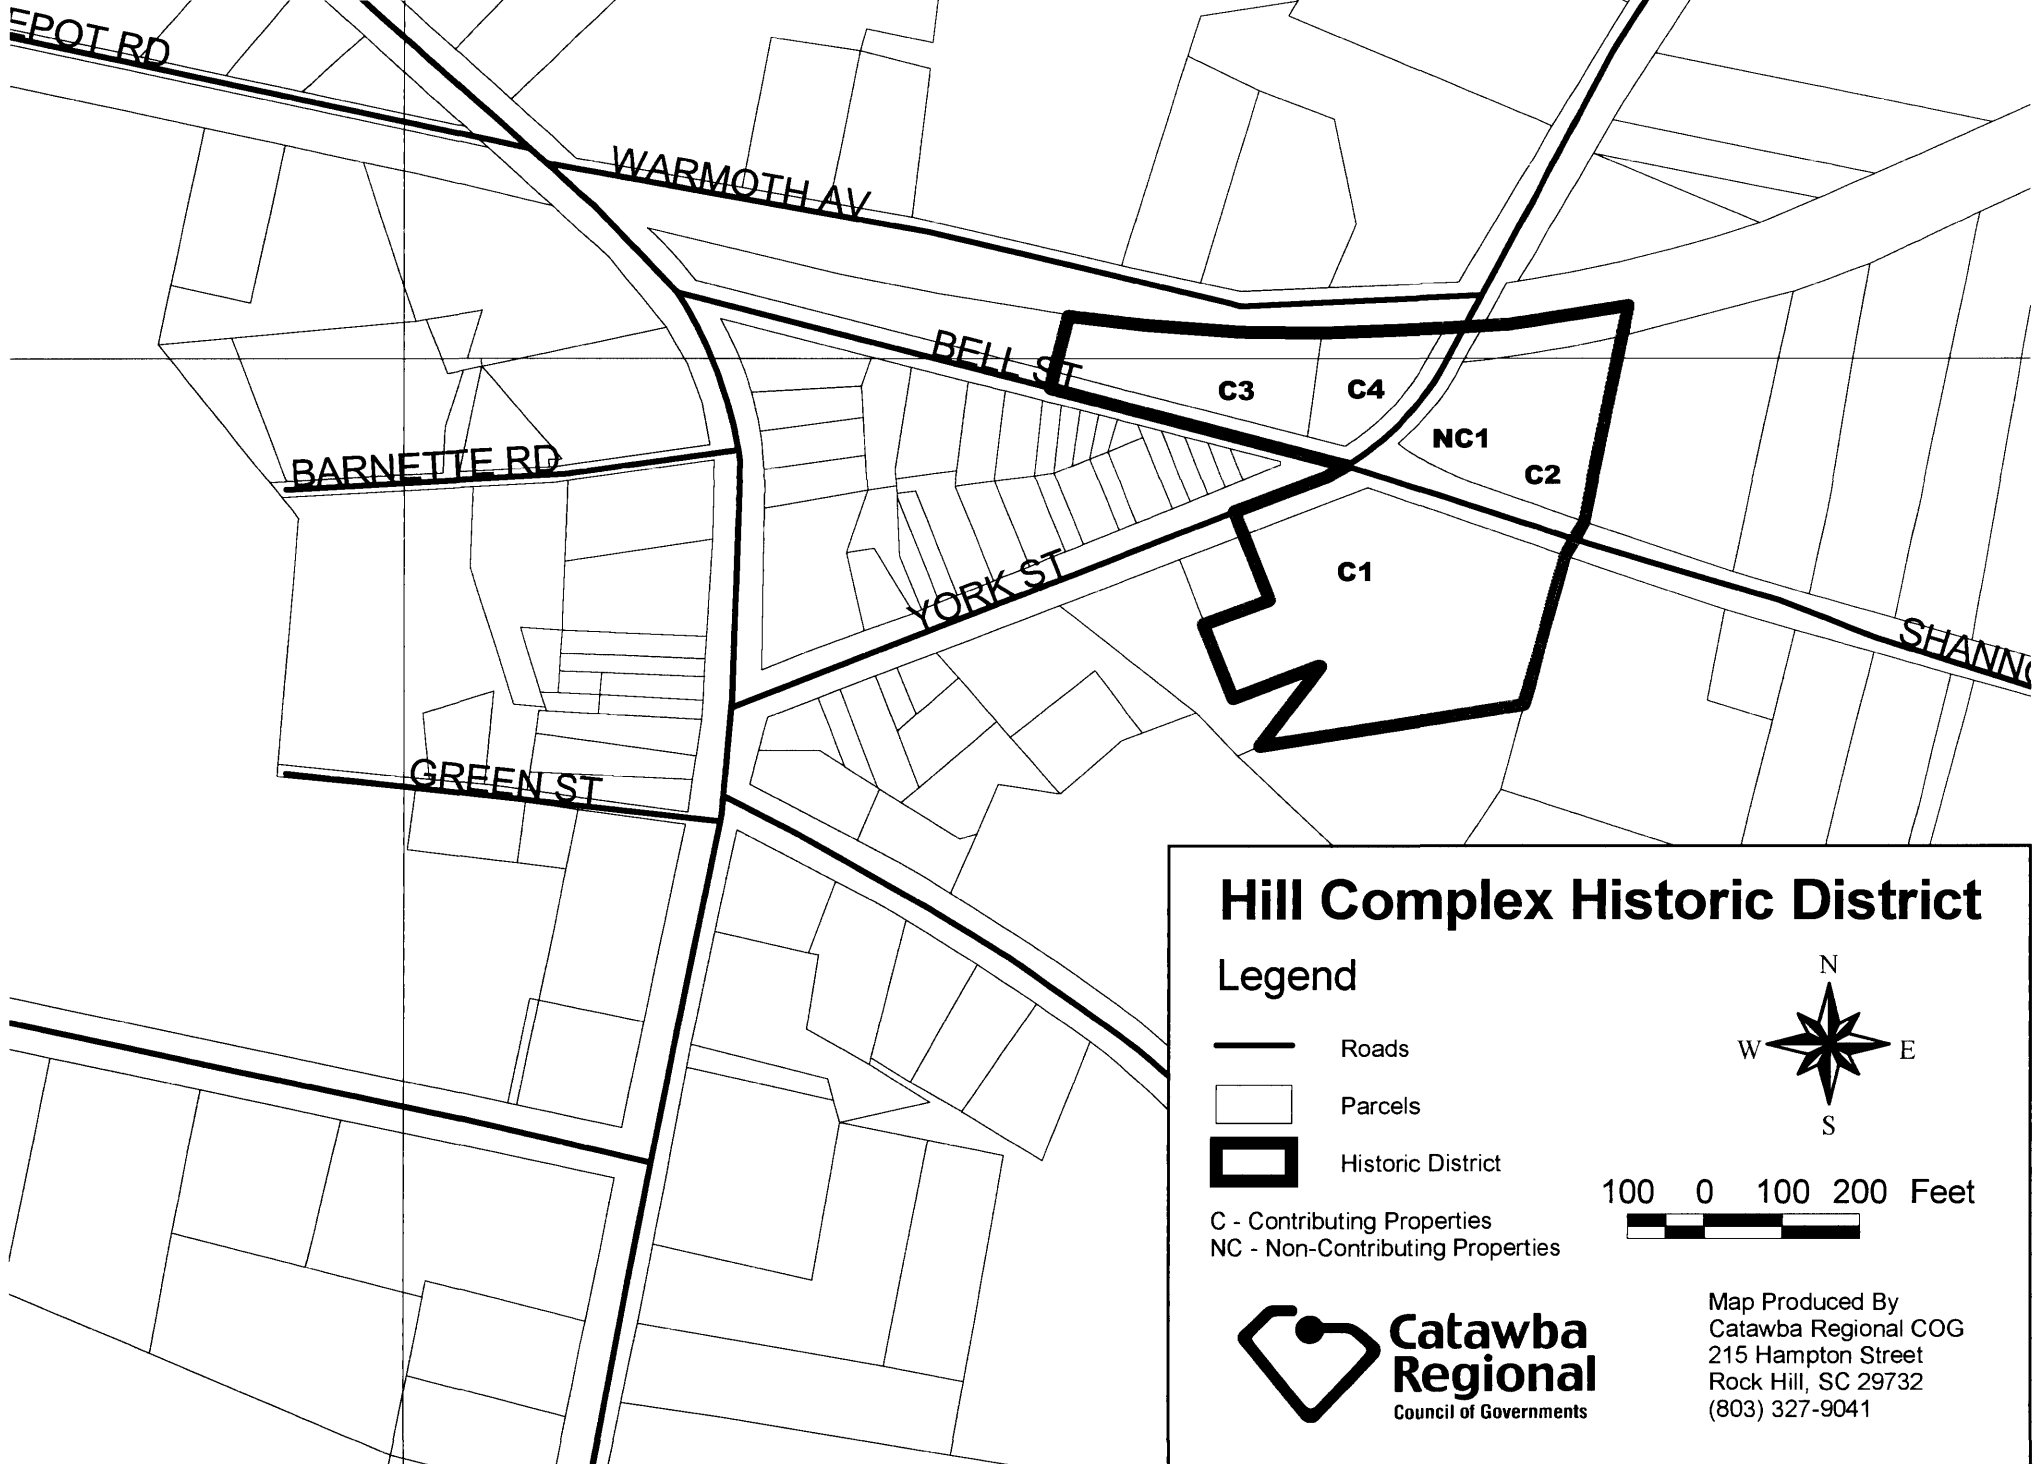 EPOT RD
WARMOTH AV
BELL ST
C3
C4
NC1
C2
BARNETTE RD
C1
YORK ST
SHANNO
GREEN ST
Hill Complex Historic District
Legend
N
W E
S
Roads
Parcels
Historic District
100 0 100 200 Feet
C - Contributing Properties
NC - Non-Contributing Properties
Catawba
Regional
Council of Governments
Map Produced By
Catawba Regional COG
215 Hampton Street
Rock Hill, SC 29732
(803) 327-9041